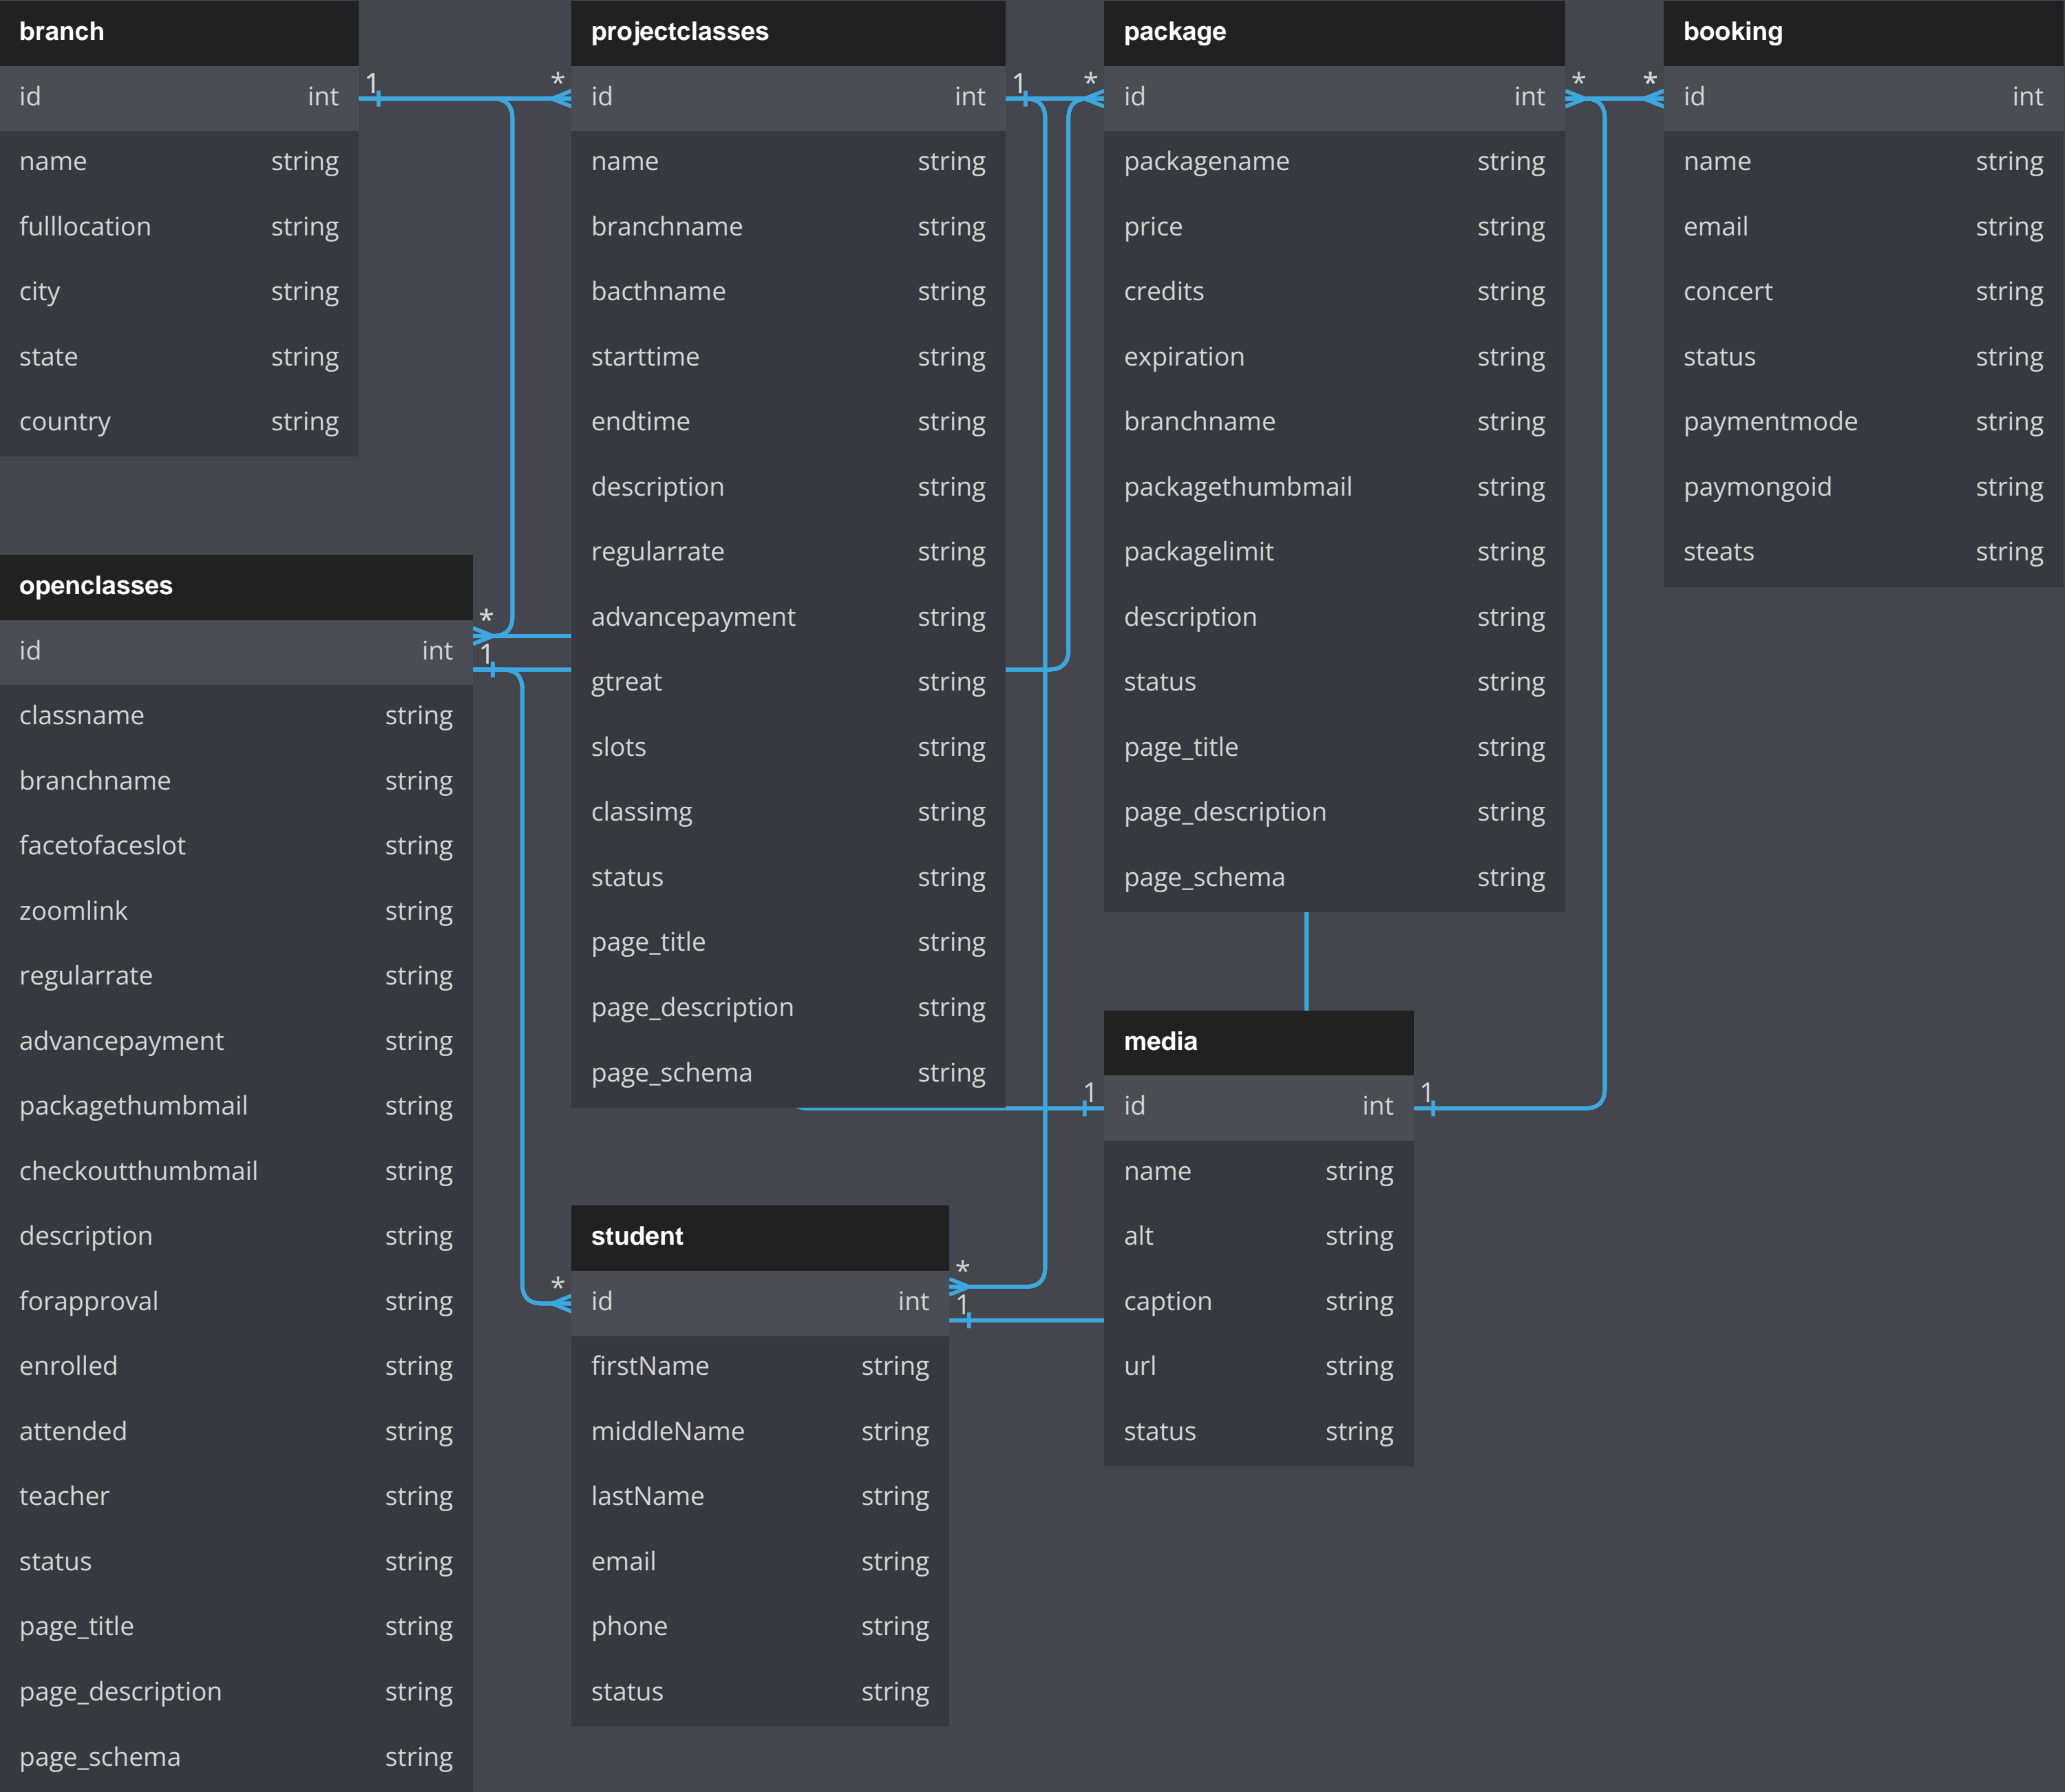 branch
id int
name string
fulllocation string
city string
state string
country string
openclasses
id int
classname string
branchname string
facetofaceslot string
zoomlink string
regularrate string
advancepayment string
packagethumbmail string
checkoutthumbmail string
description string
forapproval string
enrolled string
attended string
teacher string
status string
page_title string
page_description string
page_schema string
projectclasses
id int
name string
branchname string
bacthname string
starttime string
endtime string
description string
regularrate string
advancepayment string
gtreat string
slots string
classimg string
status string
page_title string
page_description string
page_schema string
student
id int
firstName string
middleName string
lastName string
email string
phone string
status string
package
id int
packagename string
price string
credits string
expiration string
branchname string
packagethumbmail string
packagelimit string
description string
status string
page_title string
page_description string
page_schema string
media
id int
name string
alt string
caption string
url string
status string
booking
id int
name string
email string
concert string
status string
paymentmode string
paymongoid string
steats string
1
*
1
*
*
*
*
1
1
1
*
*
1